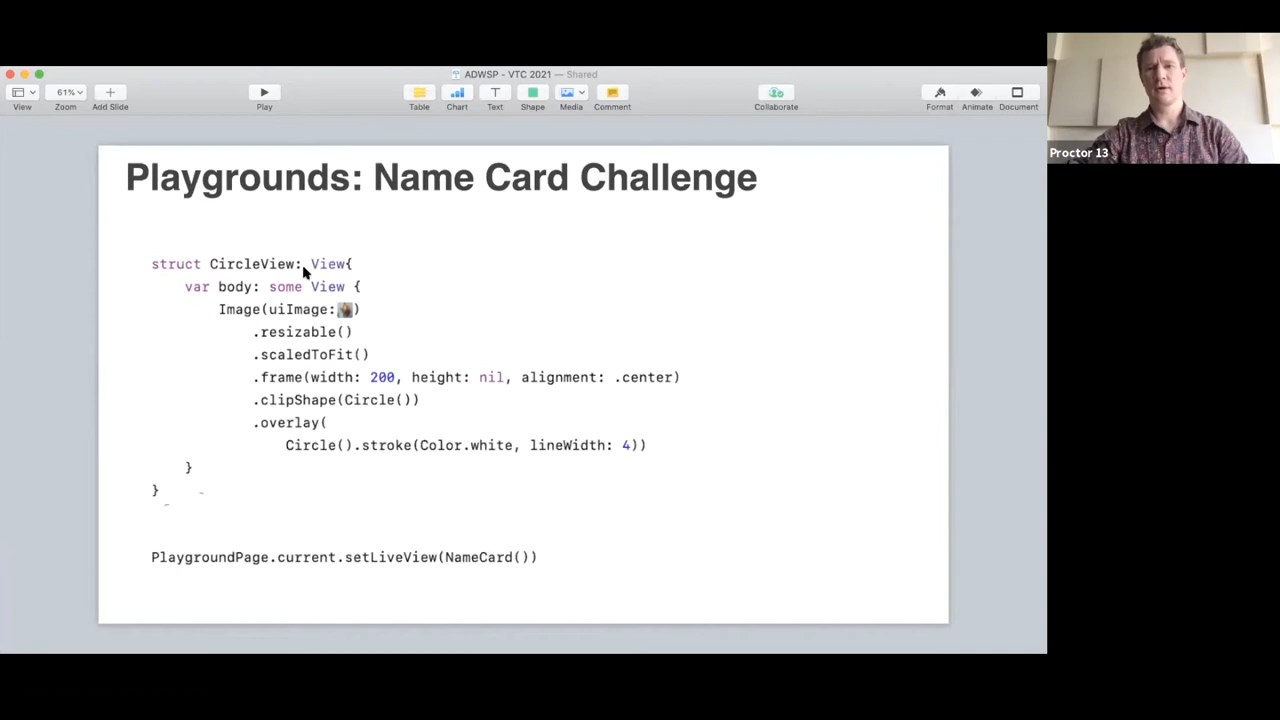 ADWSP - VTC 2021 — Shared
61%
View Zoom Add Slide Play Table Chart Text Shape Media Comment Collaborate Format Animate Document
Proctor 13
Playgrounds: Name Card Challenge
struct CircleView: View{
var body: some View {
Image(uiImage:)
.resizable()
.scaledToFit()
.frame(width: 200, height: nil, alignment: .center)
.clipShape(Circle())
.overlay(
Circle().stroke(Color.white, lineWidth: 4))
}
}
PlaygroundPage.current.setLiveView(NameCard())